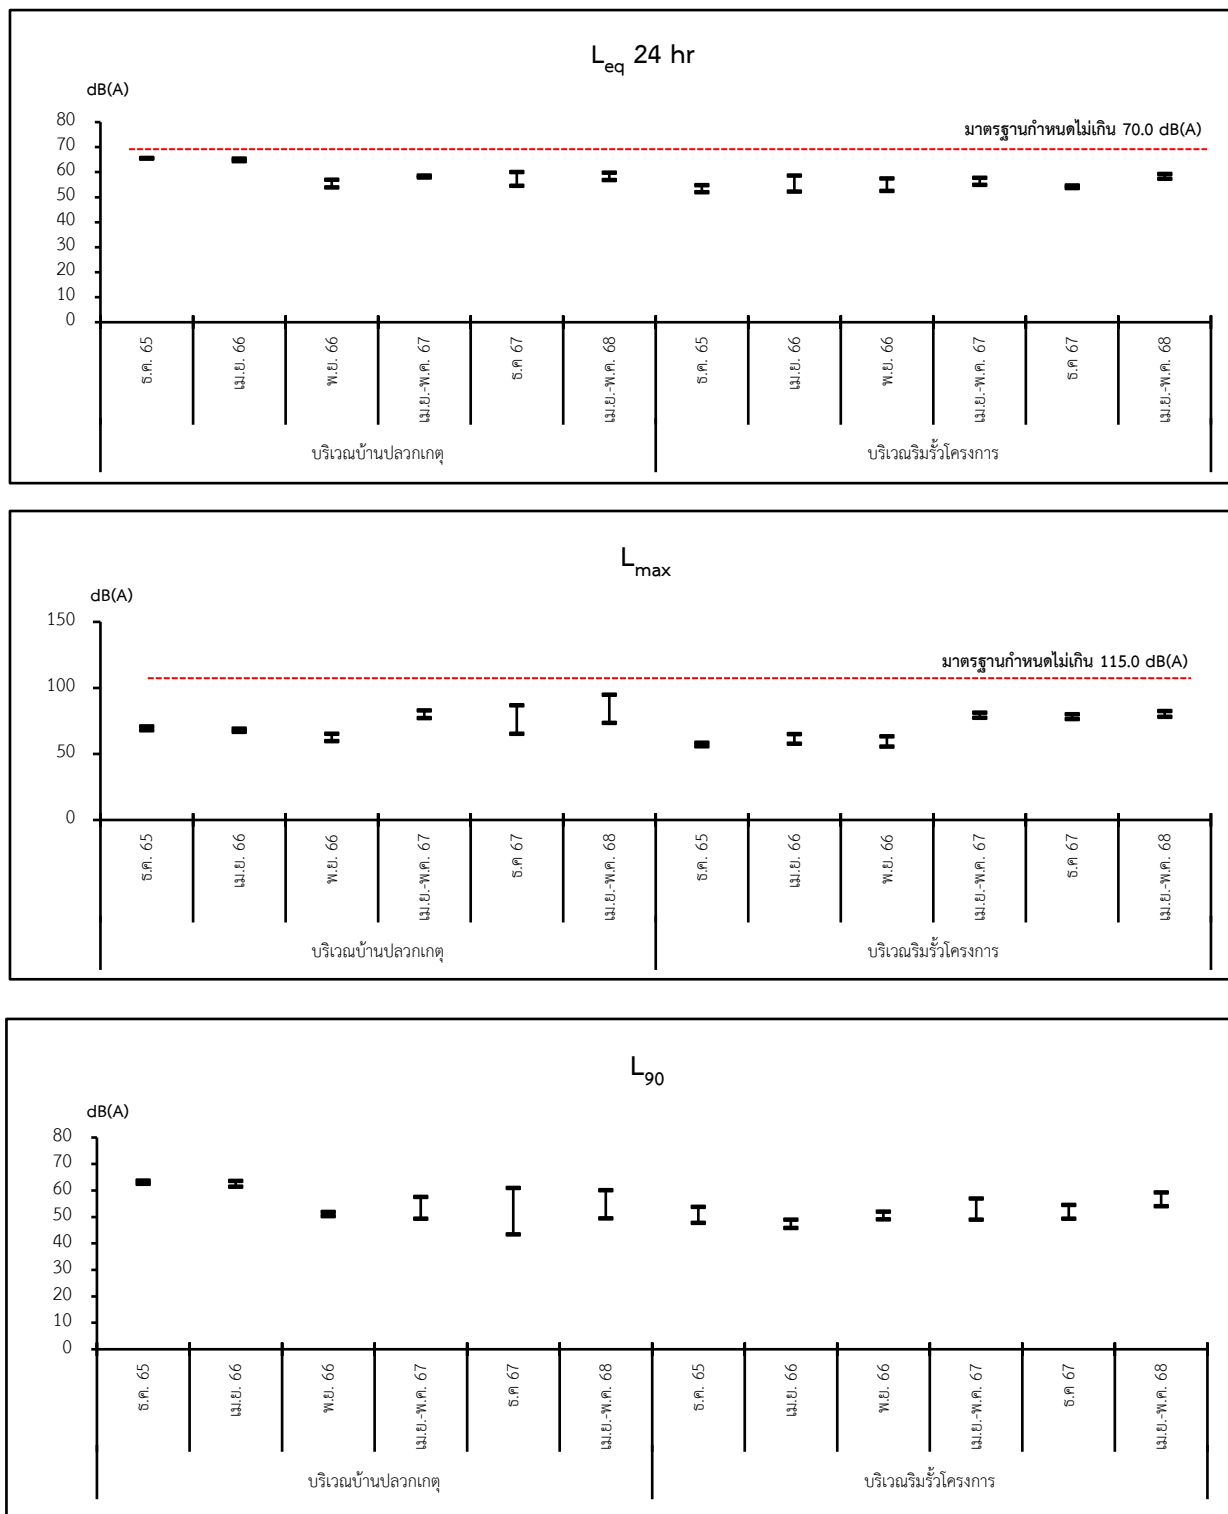 Leq 24 hr
dB(A)
มาตรฐานกำหนดไม่เกิน 70.0 dB(A)
80
70
60
50
40
30
20
10
0
ธ.ค. 65
เม.ย. 66
พ.ย. 66
เม.ย.-พ.ค. 67
ธ.ค 67
เม.ย.-พ.ค. 68
ธ.ค. 65
เม.ย. 66
พ.ย. 66
เม.ย.-พ.ค. 67
ธ.ค 67
เม.ย.-พ.ค. 68
บริเวณบ้านปลวกเกตุ
บริเวณริมรั้วโครงการ
Lmax
dB(A)
มาตรฐานกำหนดไม่เกิน 115.0 dB(A)
150
100
50
0
ธ.ค. 65
เม.ย. 66
พ.ย. 66
เม.ย.-พ.ค. 67
ธ.ค 67
เม.ย.-พ.ค. 68
ธ.ค. 65
เม.ย. 66
พ.ย. 66
เม.ย.-พ.ค. 67
ธ.ค 67
เม.ย.-พ.ค. 68
บริเวณบ้านปลวกเกตุ
บริเวณริมรั้วโครงการ
L90
dB(A)
80
70
60
50
40
30
20
10
0
ธ.ค. 65
เม.ย. 66
พ.ย. 66
เม.ย.-พ.ค. 67
ธ.ค 67
เม.ย.-พ.ค. 68
ธ.ค. 65
เม.ย. 66
พ.ย. 66
เม.ย.-พ.ค. 67
ธ.ค 67
เม.ย.-พ.ค. 68
บริเวณบ้านปลวกเกตุ
บริเวณริมรั้วโครงการ